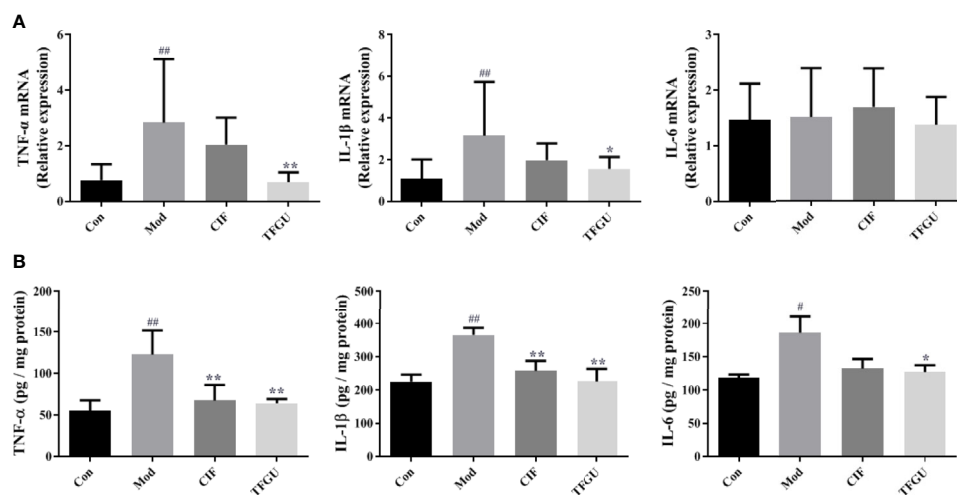 A
TNF-α mRNA
(Relative expression)
6
4
2
0
##
**
Con
Mod
CIF
TFGU
IL-1β mRNA
(Relative expression)
8
6
4
2
0
##
*
Con
Mod
CIF
TFGU
IL-6 mRNA
(Relative expression)
3
2
1
0
Con
Mod
CIF
TFGU
B
TNF-α (pg / mg protein)
200
150
100
50
0
##
**
**
Con
Mod
CIF
TFGU
IL-1β (pg / mg protein)
500
400
300
200
100
0
##
**
**
Con
Mod
CIF
TFGU
IL-6 (pg / mg protein)
250
200
150
100
50
0
#
*
Con
Mod
CIF
TFGU